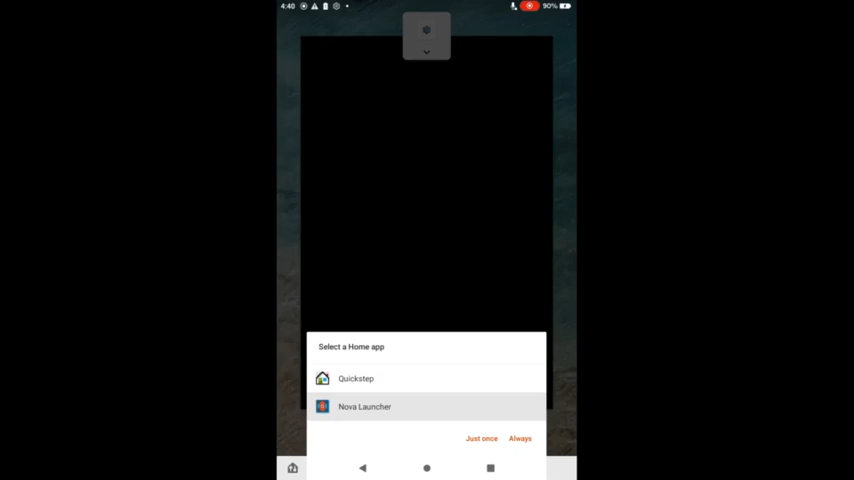 4:40
90%
Select a Home app
Quickstep
Nova Launcher
Just once Always